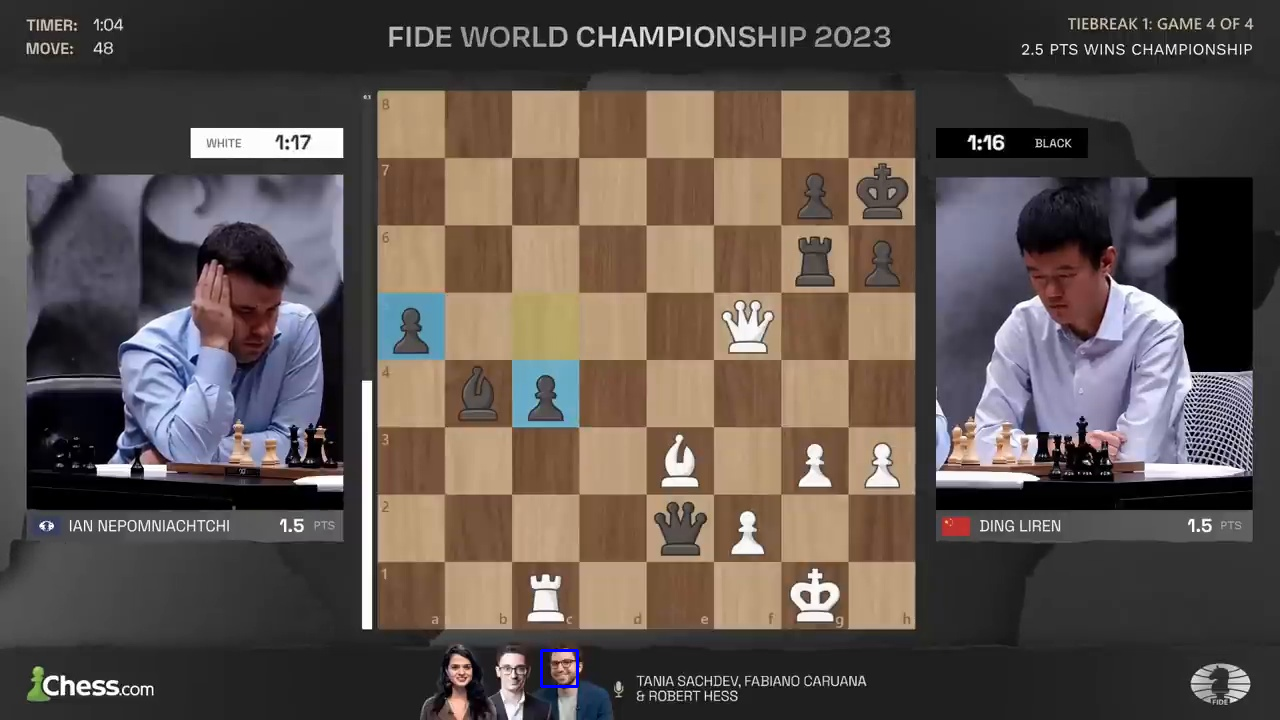 TIMER: 1:04
MOVE: 48
FIDE WORLD CHAMPIONSHIP 2023
TIEBREAK 1: GAME 4 OF 4
2.5 PTS WINS CHAMPIONSHIP
WHITE 1:17
1:16 BLACK
8
7
6
5
4
3
2
1
a b c d e f g h
IAN NEPOMNIACHTCHI 1.5 PTS
DING LIREN 1.5 PTS
Chess.com
TANIA SACHDEV, FABIANO CARUANA
& ROBERT HESS
FIDE